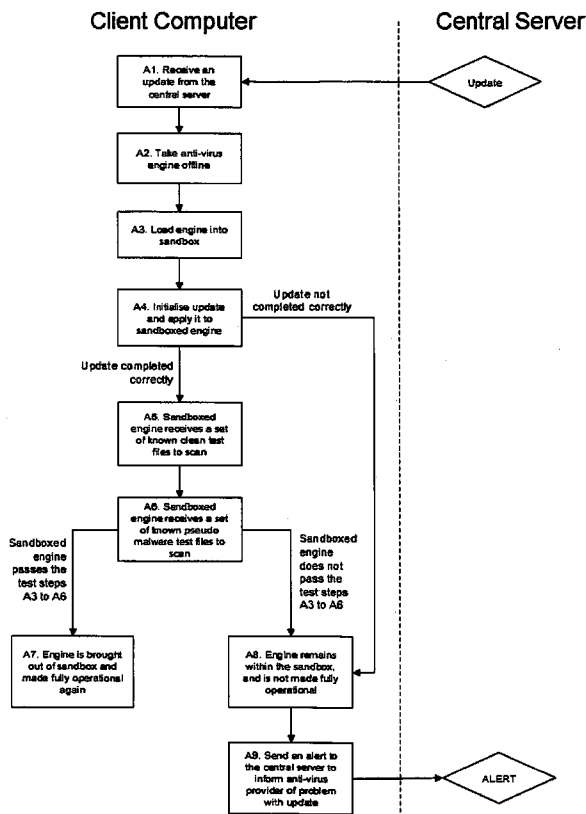 Client Computer
Central Server
A1. Receive an
update from the
central server
Update
A2. Take anti-virus
engine offline
A3. Load engine into
sandbox
A4. Initialise update
and apply it to
sandboxed engine
Update not
completed correctly
Update completed
correctly
A5. Sandboxed
engine receives a set
of known clean test
files to scan
A6. Sandboxed
engine receives a set
of known pseudo
malware test files to
scan
Sandboxed
engine
passes the
test steps
A3 to A6
Sandboxed
engine
does not
pass the
test steps
A3 to A6
A7. Engine is brought
out of sandbox and
made fully operational
again
A8. Engine remains
within the sandbox,
and is not made fully
operational
A9. Send an alert to
the central server to
inform anti-virus
provider of problem
with update
ALERT